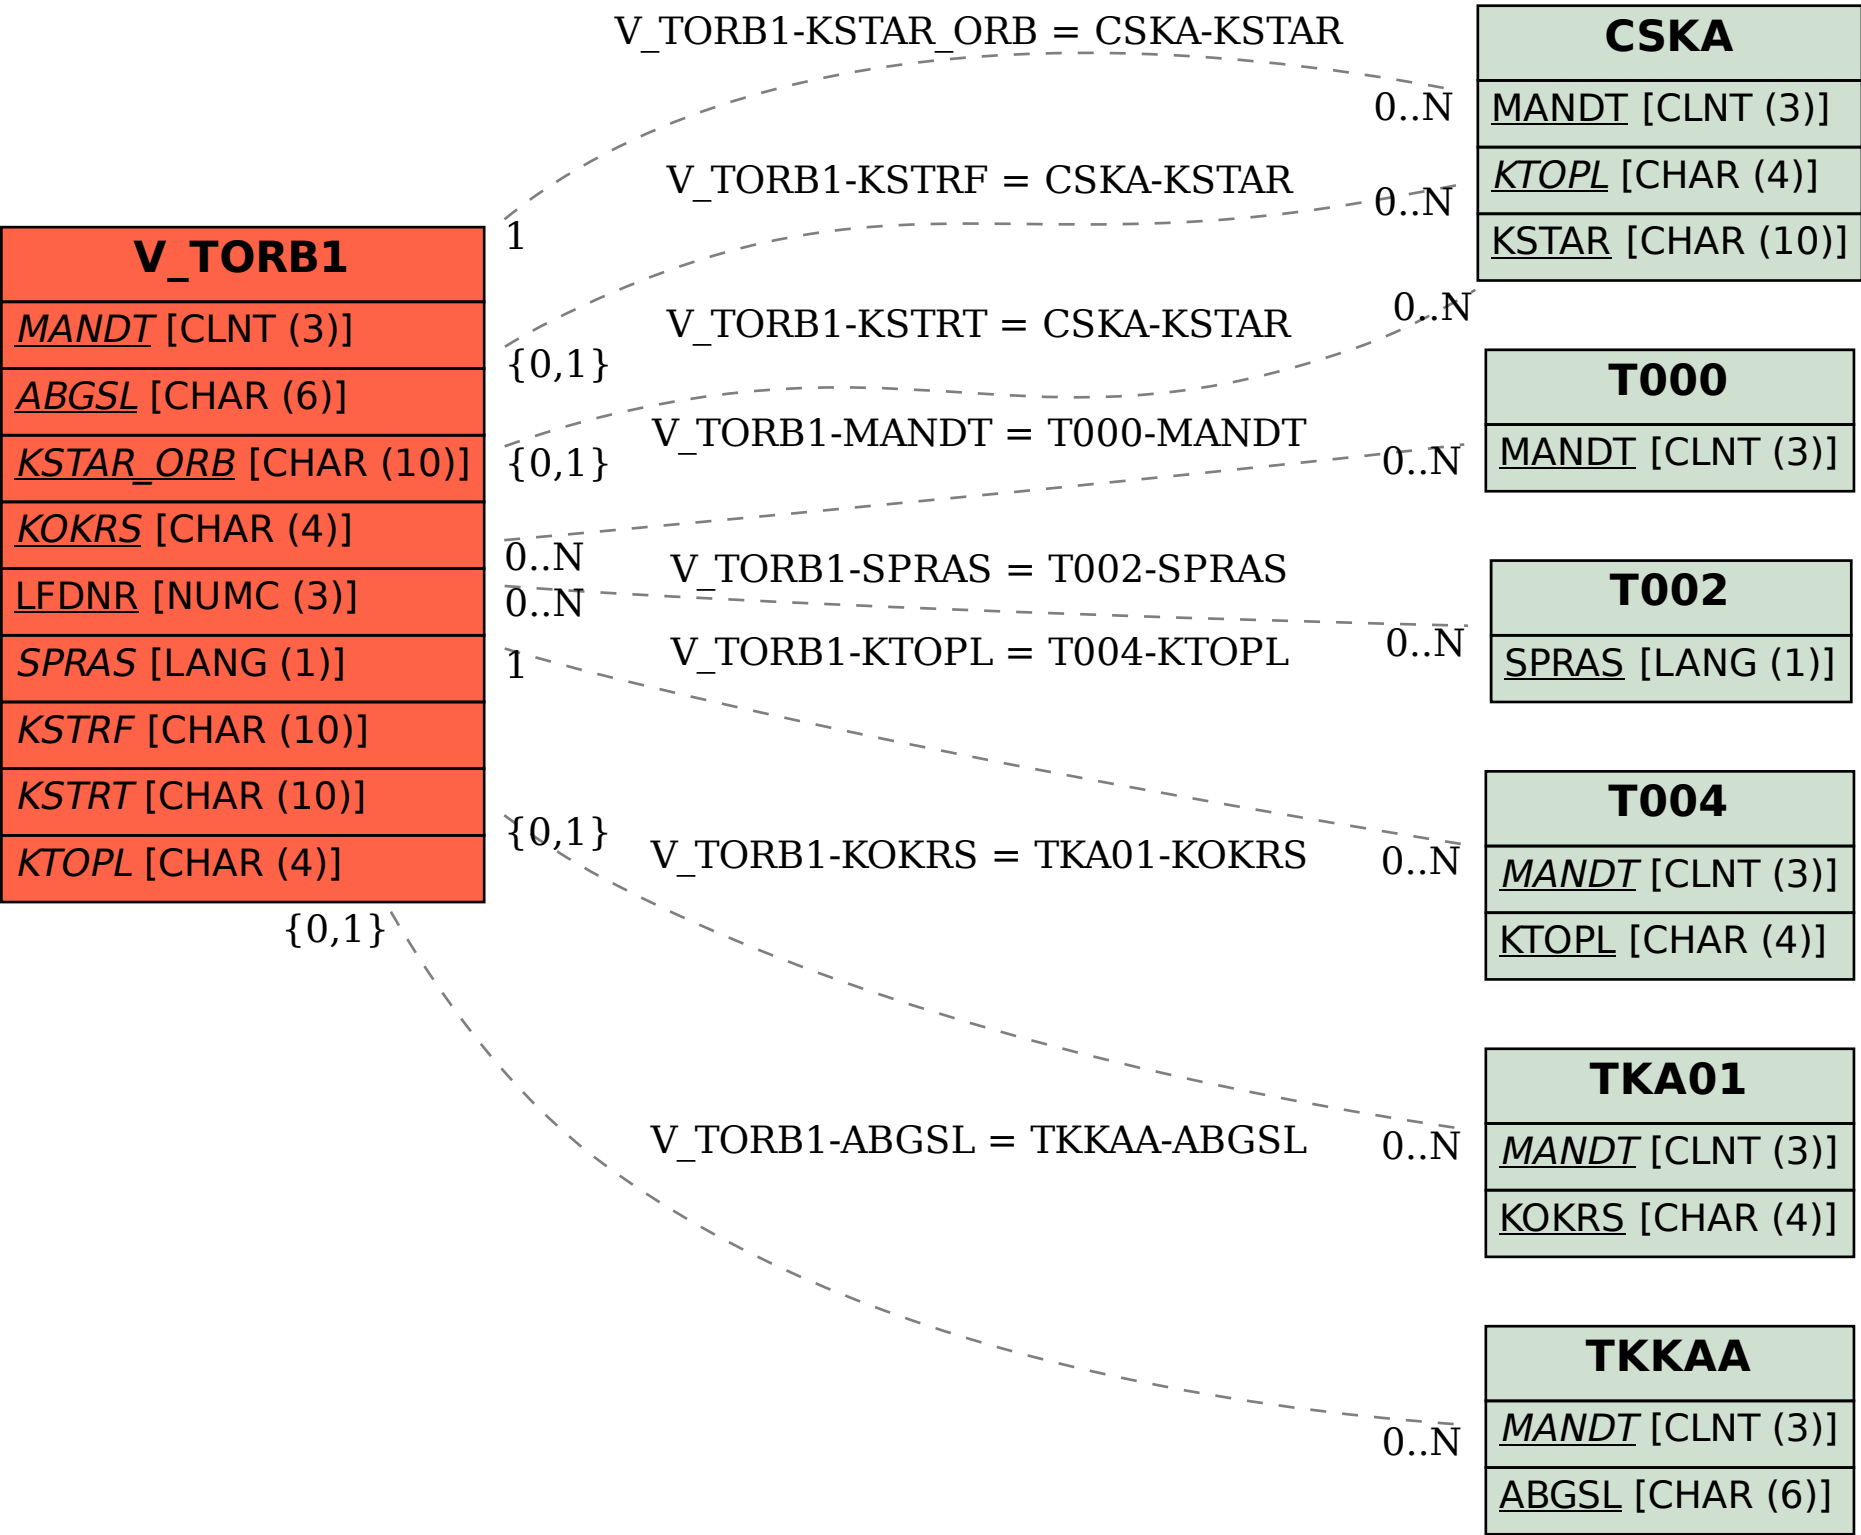 V_TORB1
MANDT [CLNT (3)]
ABGSL [CHAR (6)]
KSTAR_ORB [CHAR (10)]
KOKRS [CHAR (4)]
LFDNR [NUMC (3)]
SPRAS [LANG (1)]
KSTRF [CHAR (10)]
KSTRT [CHAR (10)]
KTOPL [CHAR (4)]
V_TORB1-KSTAR_ORB = CSKA-KSTAR
1
0..N
V_TORB1-KSTRF = CSKA-KSTAR
{0,1}
0..N
V_TORB1-KSTRT = CSKA-KSTAR
{0,1}
0..N
V_TORB1-MANDT = T000-MANDT
0..N
0..N
V_TORB1-SPRAS = T002-SPRAS
0..N
0..N
V_TORB1-KTOPL = T004-KTOPL
1
0..N
V_TORB1-KOKRS = TKA01-KOKRS
{0,1}
0..N
V_TORB1-ABGSL = TKKAA-ABGSL
{0,1}
0..N
CSKA
MANDT [CLNT (3)]
KTOPL [CHAR (4)]
KSTAR [CHAR (10)]
T000
MANDT [CLNT (3)]
T002
SPRAS [LANG (1)]
T004
MANDT [CLNT (3)]
KTOPL [CHAR (4)]
TKA01
MANDT [CLNT (3)]
KOKRS [CHAR (4)]
TKKAA
MANDT [CLNT (3)]
ABGSL [CHAR (6)]